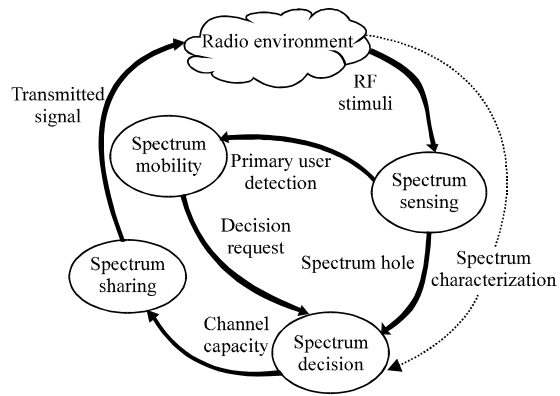 Radio environment
RF
stimuli
Transmitted
signal
Spectrum
mobility
Primary user
detection
Spectrum
sensing
Decision
request
Spectrum hole
Spectrum
characterization
Spectrum
sharing
Channel
capacity
Spectrum
decision